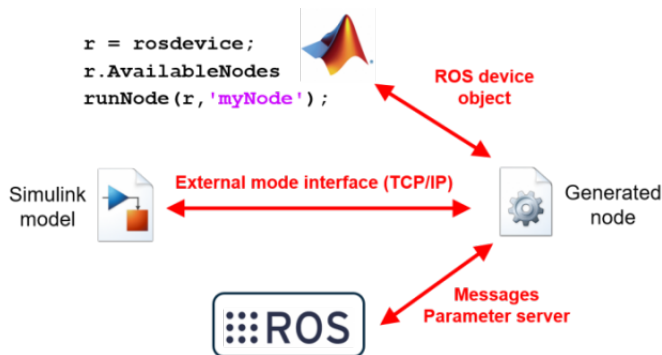 r = rosdevice;
r.AvailableNodes
runNode(r,'myNode');
ROS device
object
External mode interface (TCP/IP)
Simulink
model
Generated
node
Messages
Parameter server
ROS